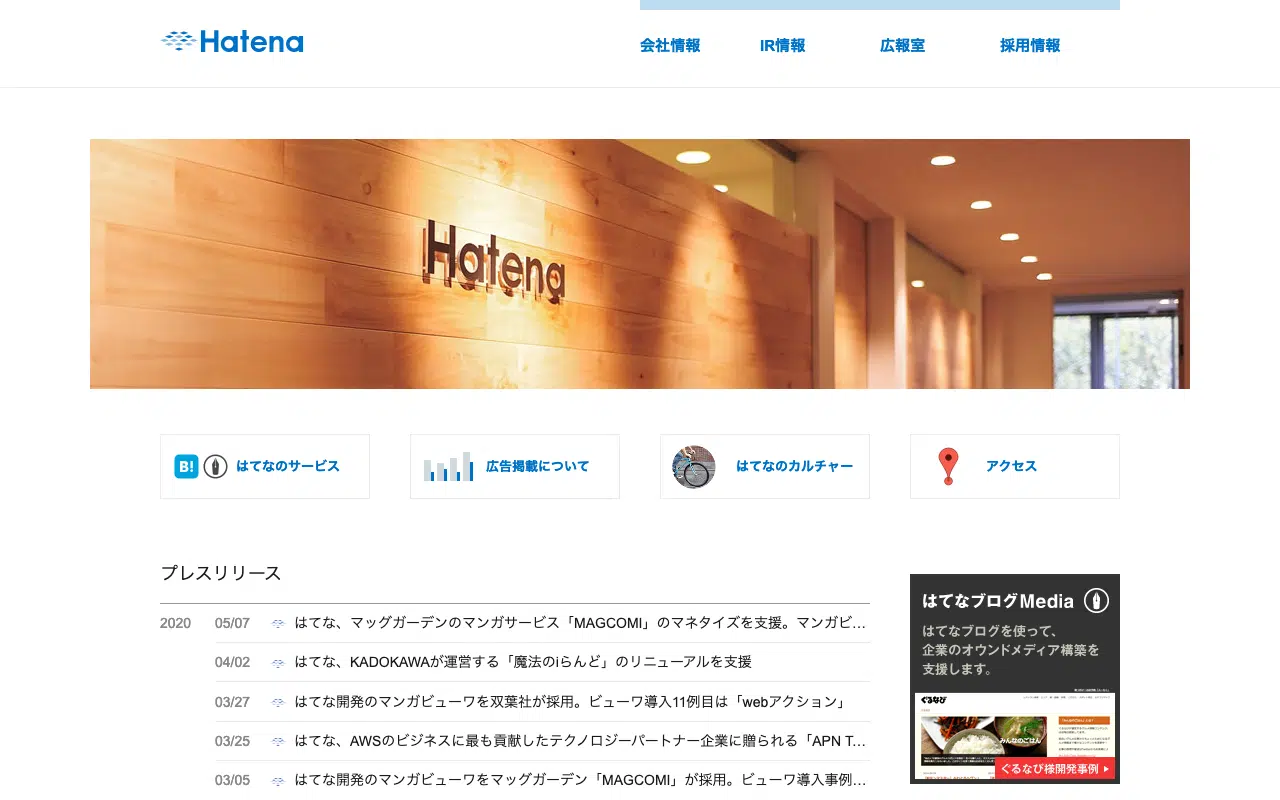 Hatena
会社情報
IR情報
広報室
採用情報
Hatena
B! はてなのサービス
広告掲載について
はてなのカルチャー
アクセス
プレスリリース
2020 05/07 はてな、マッグガーデンのマンガサービス「MAGCOMI」のマネタイズを支援。マンガビ…
04/02 はてな、KADOKAWAが運営する「魔法のiらんど」のリニューアルを支援
03/27 はてな開発のマンガビューワを双葉社が採用。ビューワ導入11例目は「webアクション」
03/25 はてな、AWSのビジネスに最も貢献したテクノロジーパートナー企業に贈られる「APN T…
03/05 はてな開発のマンガビューワをマッグガーデン「MAGCOMI」が採用。ビューワ導入事例…
はてなブログMedia
はてなブログを使って、
企業のオウンドメディア構築を
支援します。
ぐるなび
みんなのごはん
ぐるなび様開発事例